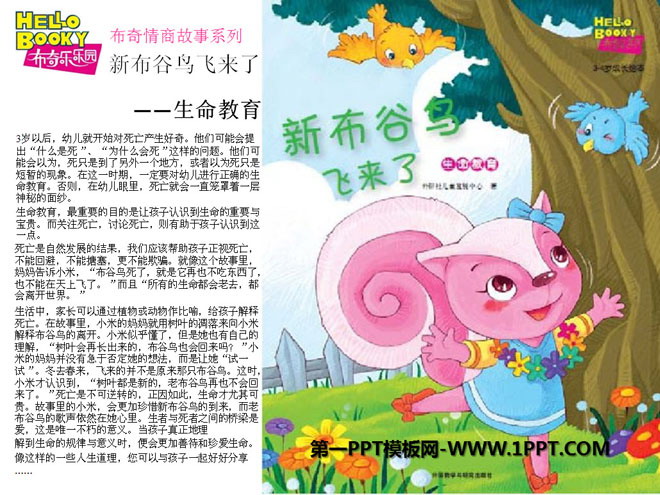 HELLO
BOOKY
布奇乐乐园
布奇情商故事系列
新布谷鸟飞来了
——生命教育
3岁以后，幼儿就开始对死亡产生好奇。他们可能会提
出“什么是死”、“为什么会死”这样的问题。他们可
能会以为，死只是到了另外一个地方，或者以为死只是
短暂的现象。在这一时期，一定要对幼儿进行正确的生
命教育。否则，在幼儿眼里，死亡就会一直笼罩着一层
神秘的面纱。
生命教育，最重要的目的是让孩子认识到生命的重要与
宝贵。而关注死亡，讨论死亡，则有助于孩子认识到这
一点。
死亡是自然发展的结果，我们应该帮助孩子正视死亡，
不能回避，不能搪塞，更不能欺骗。就像这个故事里，
妈妈告诉小米，“布谷鸟死了，就是它再也不吃东西了，
也不能在天上飞了。”而且“所有的生命都会老去，都
会离开世界。”
生活中，家长可以通过植物或动物作比喻，给孩子解释
死亡。在故事里，小米的妈妈就用树叶的凋落来向小米
解释布谷鸟的离开。小米似乎懂了，但是她也有自己的
理解，“树叶会再长出来的，布谷鸟也会回来吗？”小
米的妈妈并没有急于否定她的想法，而是让她“试一
试”。冬去春来，飞来的并不是原来那只布谷鸟。这时，
小米才认识到，“树叶都是新的，老布谷鸟再也不会回
来了。”死亡是不可逆转的，正因如此，生命才尤其可
贵。故事里的小米，会更加珍惜新布谷鸟的到来，而老
布谷鸟的歌声依然在她心里。生者与死者之间的桥梁是
爱，这是唯一不朽的意义。当孩子真正地理
解到生命的规律与意义时，便会更加善待和珍爱生命。
像这样的一些人生道理，您可以与孩子一起好好分享
……
HELLO
BOOKY
新布谷鸟
飞来了
生命教育
外研社儿童发展中心 著
第一PPT模板网-WWW.1PPT.COM
外语教学与研究出版社